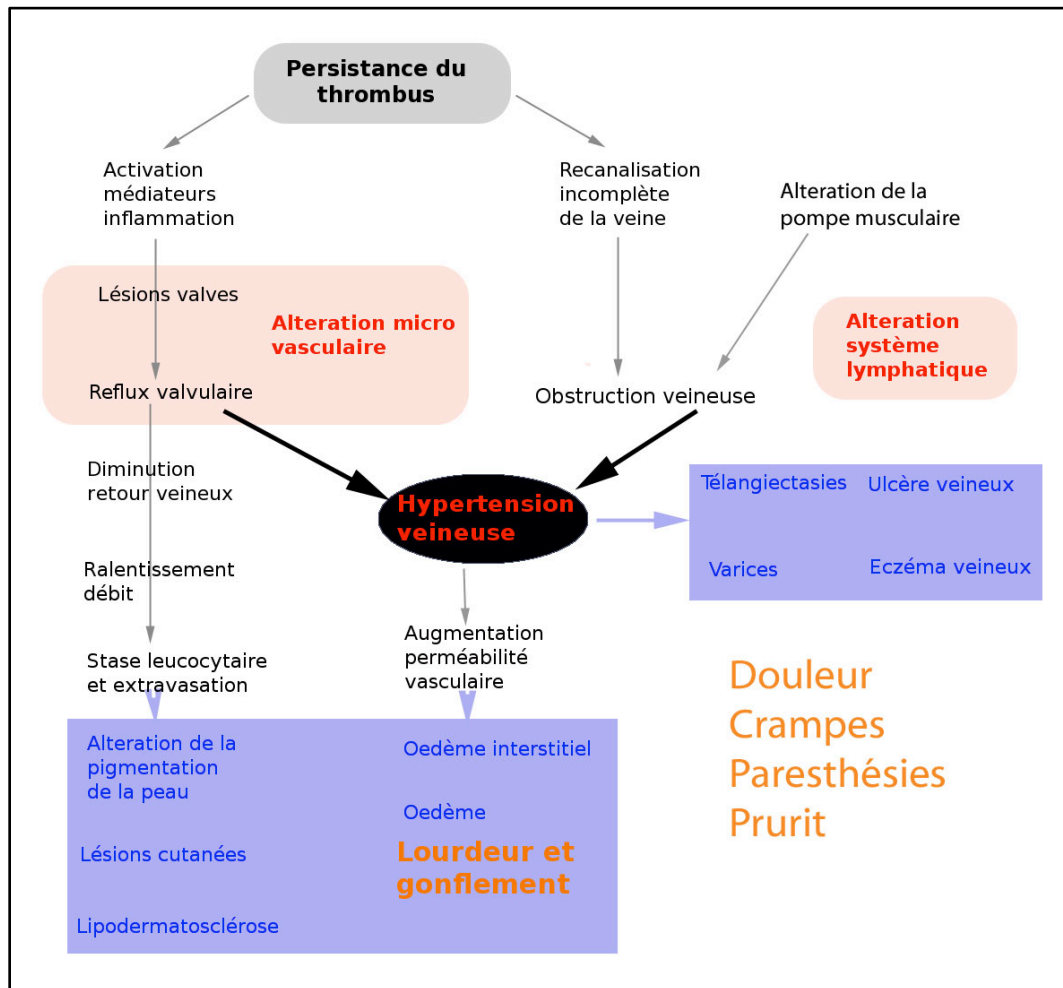 Persistance du
thrombus
Activation
médiateurs
inflammation
Recanalisation
incomplète
de la veine
Alteration de la
pompe musculaire
Lésions valves
Alteration micro
vasculaire
Alteration
système
lymphatique
Reflux valvulaire
Obstruction veineuse
Diminution
retour veineux
Hypertension
veineuse
Télangiectasies
Ulcère veineux
Varices
Eczéma veineux
Ralentissement
débit
Stase leucocytaire
et extravasation
Augmentation
perméabilité
vasculaire
Douleur
Crampes
Paresthésies
Prurit
Alteration de la
pigmentation
de la peau
Oedème interstitiel
Oedème
Lésions cutanées
Lourdeur et
gonflement
Lipodermatosclérose